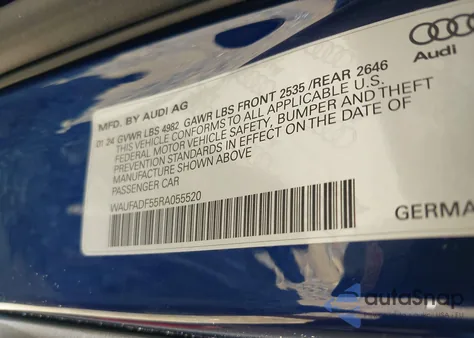 Audi
MFD. BY AUDI AG
01 24 GVWR LBS 4982 GAWR LBS FRONT 2535 /REAR 2646
THIS VEHICLE CONFORMS TO ALL APPLICABLE U.S.
FEDERAL MOTOR VEHICLE SAFETY, BUMPER AND THEFT
PREVENTION STANDARDS IN EFFECT ON THE DATE OF
MANUFACTURE SHOWN ABOVE
PASSENGER CAR
WAUFADF55RA055520
GERMA
autoSnap